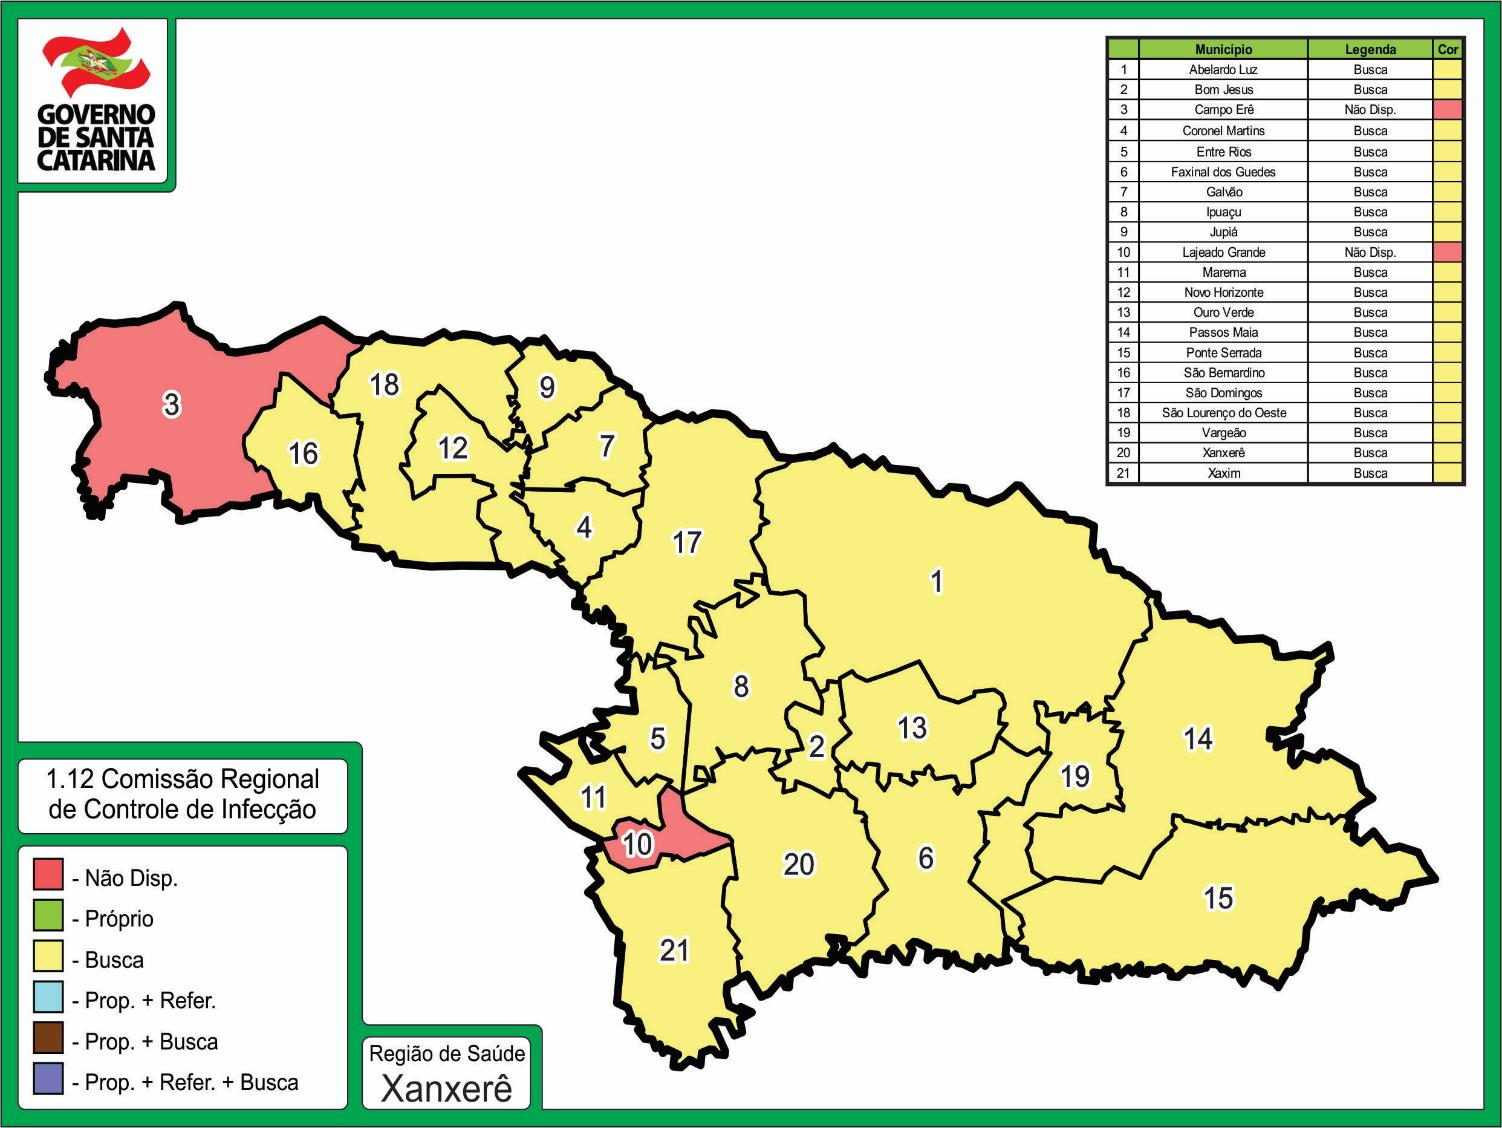 GOVERNO
DE SANTA
CATARINA
Município Legenda Cor
1 Abelardo Luz Busca
2 Bom Jesus Busca
3 Campo Erê Não Disp.
4 Coronel Martins Busca
5 Entre Rios Busca
6 Faxinal dos Guedes Busca
7 Galvão Busca
8 Ipuaçu Busca
9 Jupiá Busca
10 Lajeado Grande Não Disp.
11 Marema Busca
12 Novo Horizonte Busca
13 Ouro Verde Busca
14 Passos Maia Busca
15 Ponte Serrada Busca
16 São Bernardino Busca
17 São Domingos Busca
18 São Lourenço do Oeste Busca
19 Vargeão Busca
20 Xanxerê Busca
21 Xaxim Busca
3
18
9
16
12
7
4
17
1
8
5
2
13
14
19
11
10
20
6
15
21
1.12 Comissão Regional
de Controle de Infecção
- Não Disp.
- Próprio
- Busca
- Prop. + Refer.
- Prop. + Busca
- Prop. + Refer. + Busca
Região de Saúde
Xanxerê